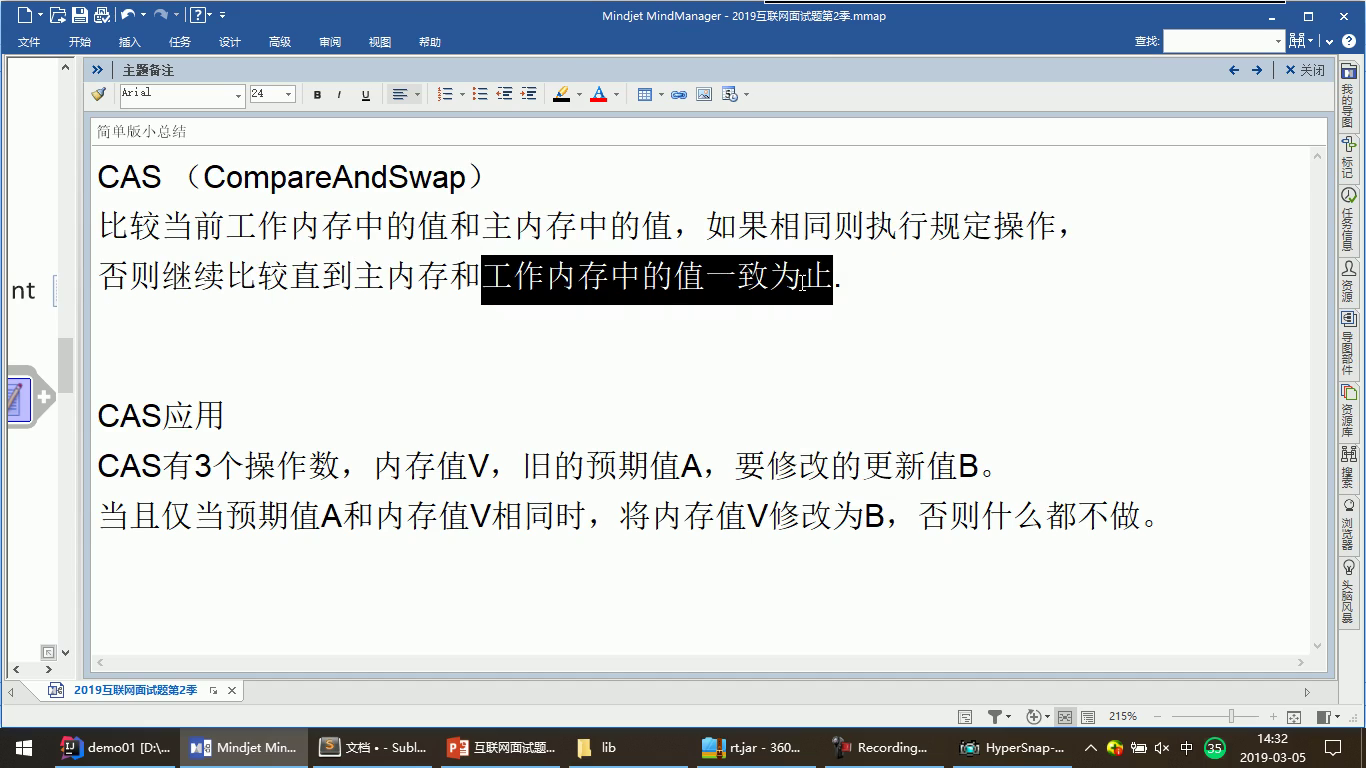 Mindjet MindManager - 2019互联网面试题第2季.mmap
文件 开始 插入 任务 设计 高级 审阅 视图 帮助 查找:
主题备注 关闭
Arial 24 B I U
简单版小总结
CAS （CompareAndSwap）
比较当前工作内存中的值和主内存中的值，如果相同则执行规定操作，
否则继续比较直到主内存和工作内存中的值一致为止.
nt
CAS应用
CAS有3个操作数，内存值V，旧的预期值A，要修改的更新值B。
当且仅当预期值A和内存值V相同时，将内存值V修改为B，否则什么都不做。
我的导图
标记
任务信息
资源
导图部件
资源库
搜索
浏览器
头脑风暴
2019互联网面试题第2季
215%
demo01 [D:\... Mindjet Min... 文档 • - Subl... 互联网面试题... lib rt.jar - 360... Recording... HyperSnap-... 中 35 14:32
2019-03-05